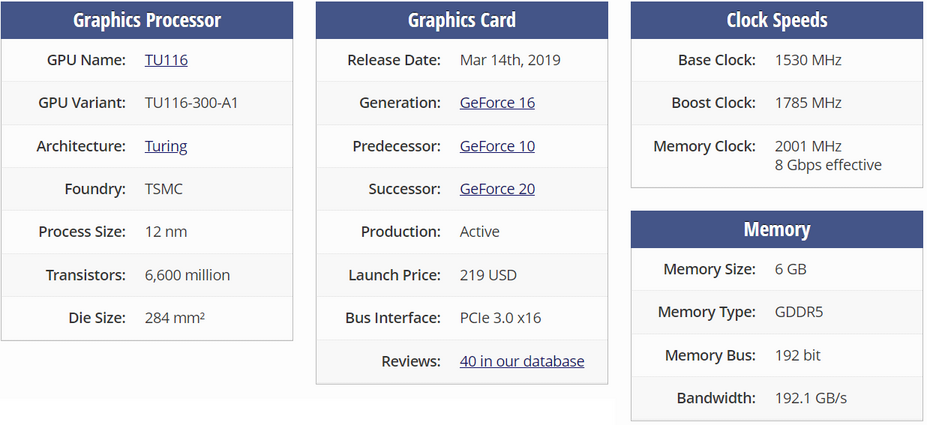 Graphics Processor
GPU Name: TU116
GPU Variant: TU116-300-A1
Architecture: Turing
Foundry: TSMC
Process Size: 12 nm
Transistors: 6,600 million
Die Size: 284 mm²
Graphics Card
Release Date: Mar 14th, 2019
Generation: GeForce 16
Predecessor: GeForce 10
Successor: GeForce 20
Production: Active
Launch Price: 219 USD
Bus Interface: PCIe 3.0 x16
Reviews: 40 in our database
Clock Speeds
Base Clock: 1530 MHz
Boost Clock: 1785 MHz
Memory Clock: 2001 MHz
8 Gbps effective
Memory
Memory Size: 6 GB
Memory Type: GDDR5
Memory Bus: 192 bit
Bandwidth: 192.1 GB/s